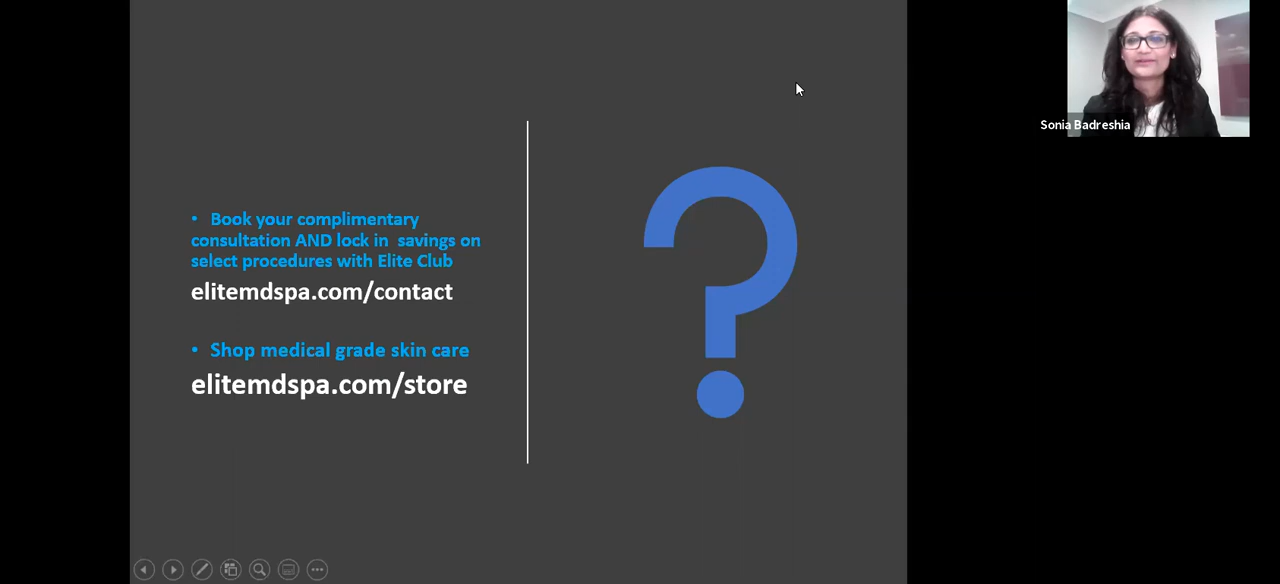 • Book your complimentary
consultation AND lock in savings on
select procedures with Elite Club
elitemdspa.com/contact
• Shop medical grade skin care
elitemdspa.com/store
?
Sonia Badreshia